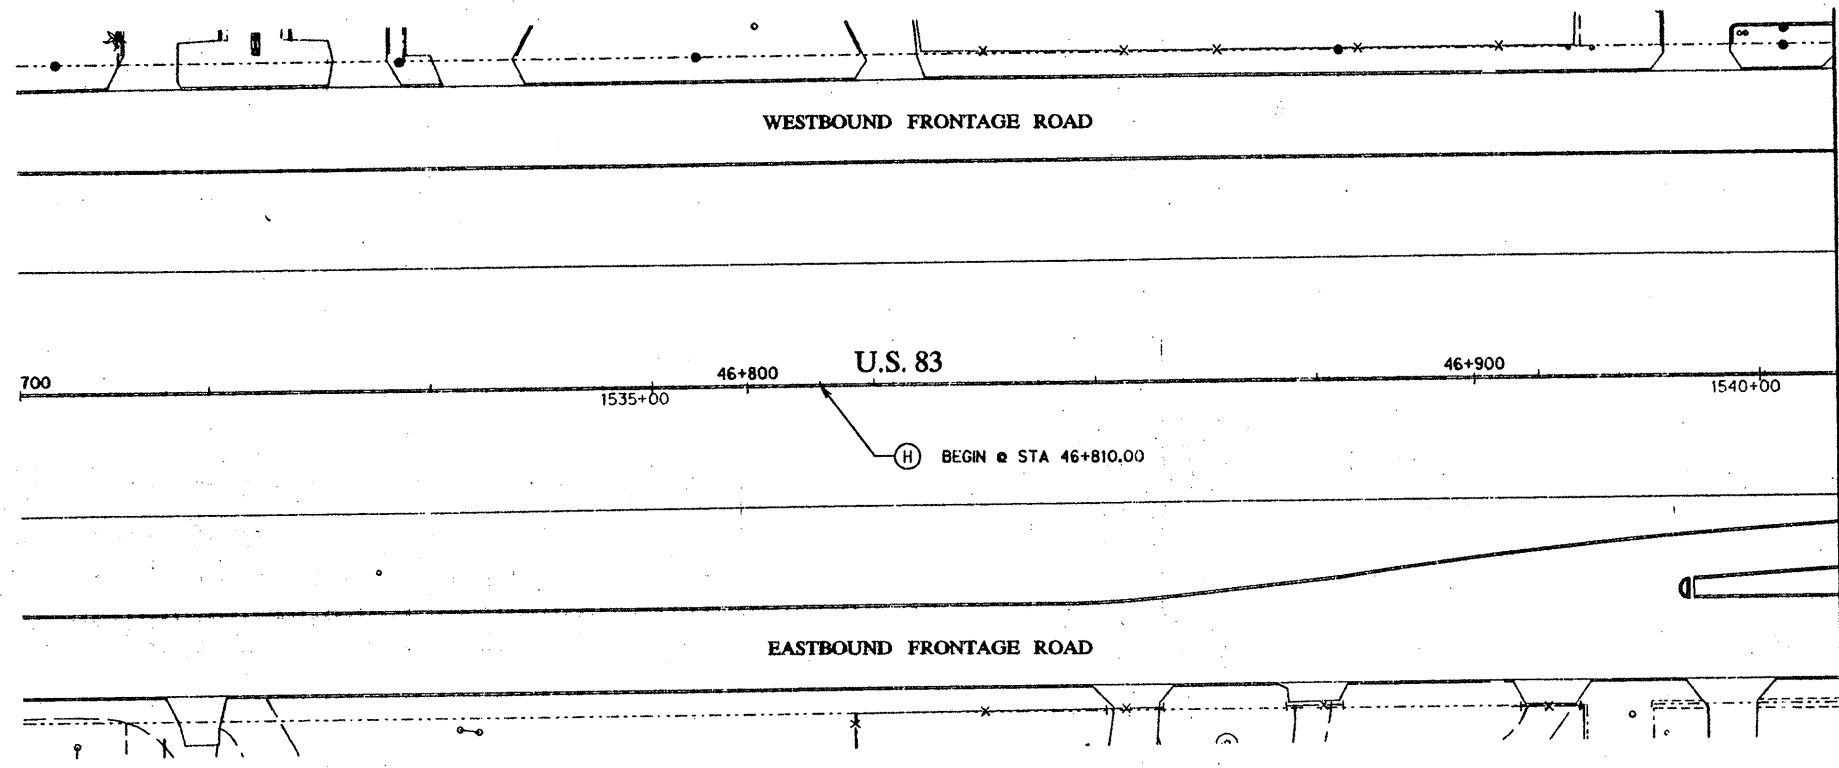 WESTBOUND FRONTAGE ROAD
U.S. 83
700
46+800
46+900
1535+00
1540+00
H BEGIN @ STA 46+810.00
EASTBOUND FRONTAGE ROAD